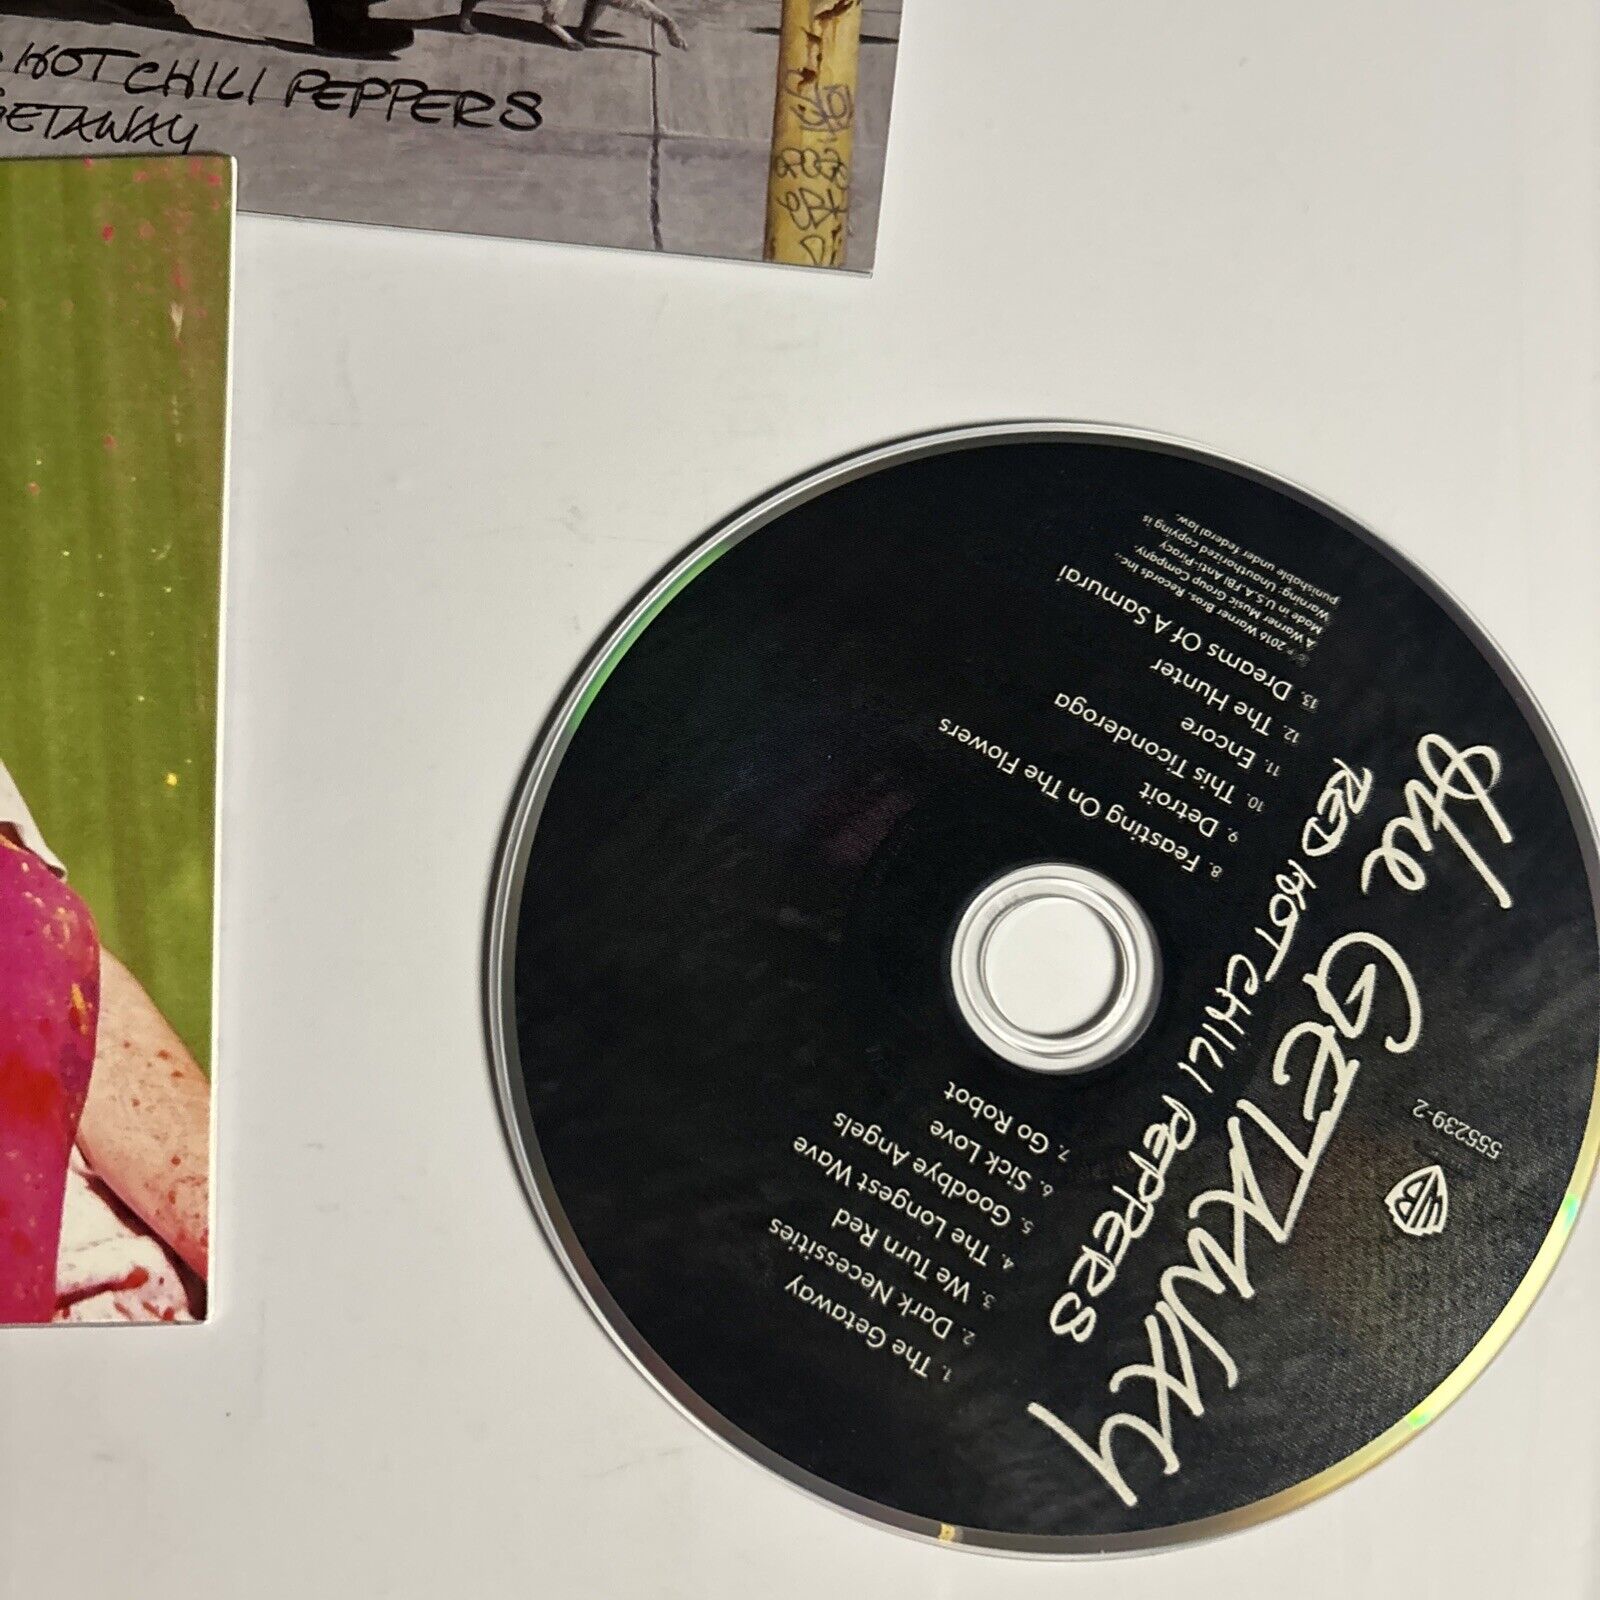 HOT CHILI PEPPERS
GETAWAY
The GETAWAY
RED HOT CHILI PEPPERS
555239-2
WB
1. The Getaway
2. Dark Necessities
3. We Turn Red
4. The Longest Wave
5. Goodbye Angels
6. Sick Love
7. Go Robot
8. Feasting On The Flowers
9. Detroit
10. This Ticonderoga
11. Encore
12. The Hunter
13. Dreams Of A Samurai
© ℗ 2016 Warner Bros. Records Inc.,
A Warner Music Group Company.
Made in U.S.A. FBI Anti-Piracy
Warning: Unauthorized copying is
punishable under federal law.